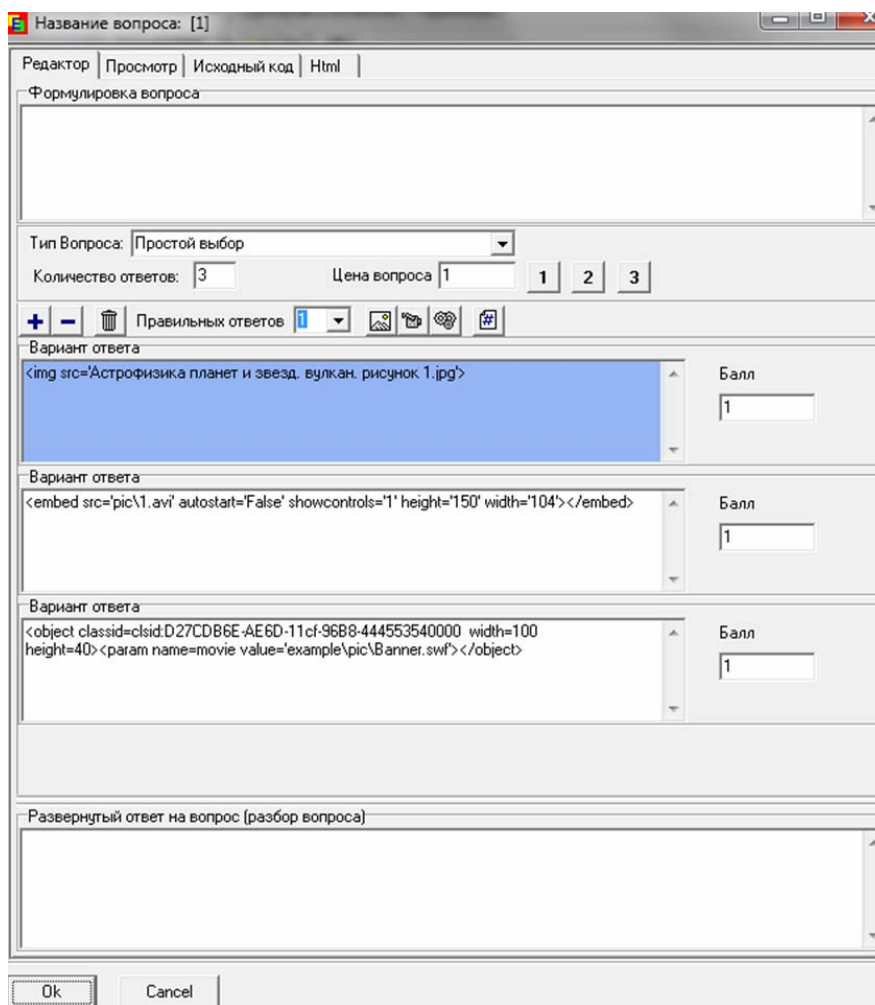 Название вопроса: [1]
Редактор Просмотр Исходный код Html
Формулировка вопроса
Тип Вопроса: Простой выбор
Количество ответов: 3 Цена вопроса 1 1 2 3
Правильных ответов 1
Вариант ответа
<img src='Астрофизика планет и звезд. вулкан. рисунок 1.jpg'>
Балл
1
Вариант ответа
<embed src='pic\1.avi' autostart='False' showcontrols='1' height='150' width='104'></embed>
Балл
1
Вариант ответа
<object classid=clsid:D27CDB6E-AE6D-11cf-96B8-444553540000 width=100
height=40><param name=movie value='example\pic\Banner.swf'></object>
Балл
1
Развернутый ответ на вопрос (разбор вопроса)
Ok Cancel